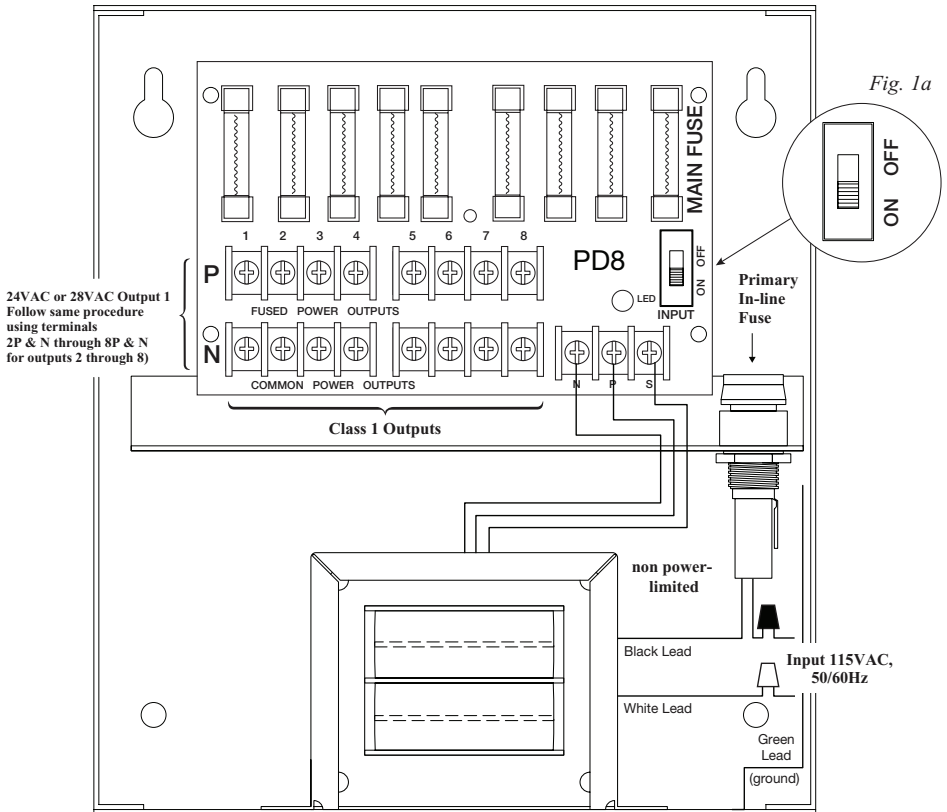 Fig. 1a
OFF
ON
MAIN FUSE
1 2 3 4 5 6 7 8
P
PD8
OFF
ON
LED
INPUT
FUSED POWER OUTPUTS
Primary
In-line
Fuse
24VAC or 28VAC Output 1
Follow same procedure
using terminals
2P & N through 8P & N
for outputs 2 through 8)
N
N P S
COMMON POWER OUTPUTS
Class 1 Outputs
non power-
limited
Black Lead
Input 115VAC,
50/60Hz
White Lead
Green
Lead
(ground)